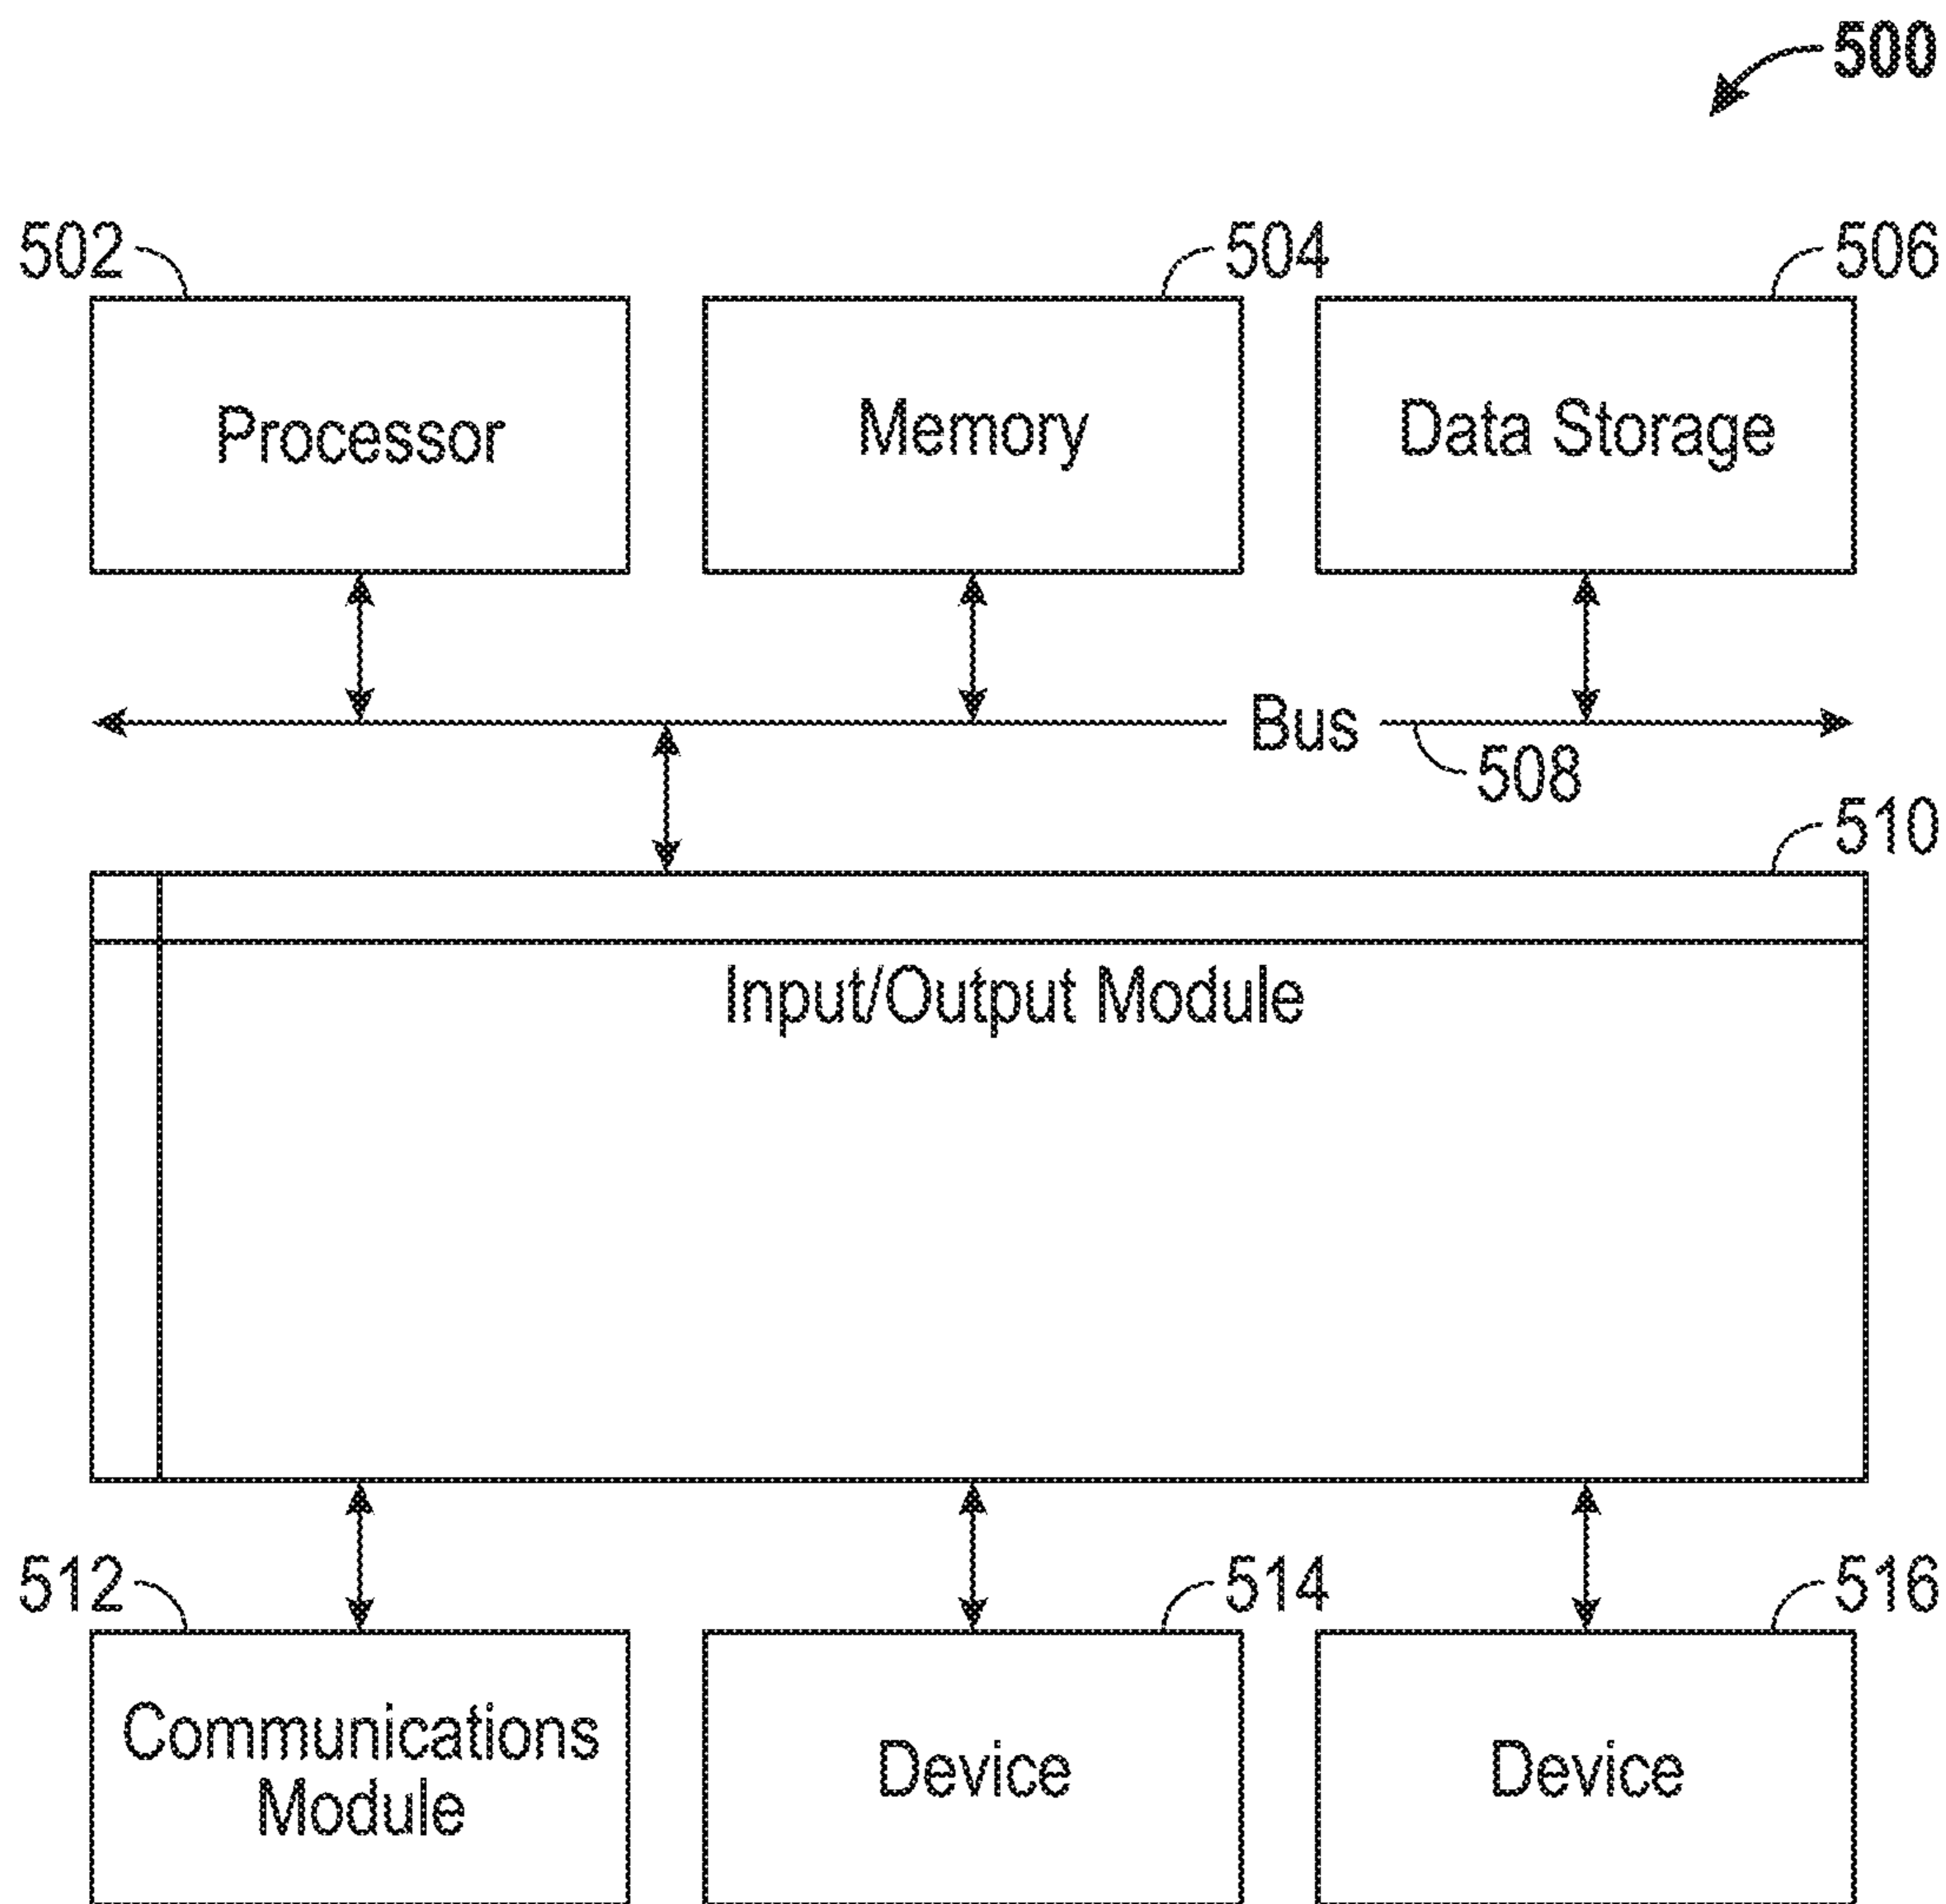 500
502
504
506
Processor
Memory
Data Storage
Bus
508
510
Input/Output Module
512
514
516
Communications
Module
Device
Device